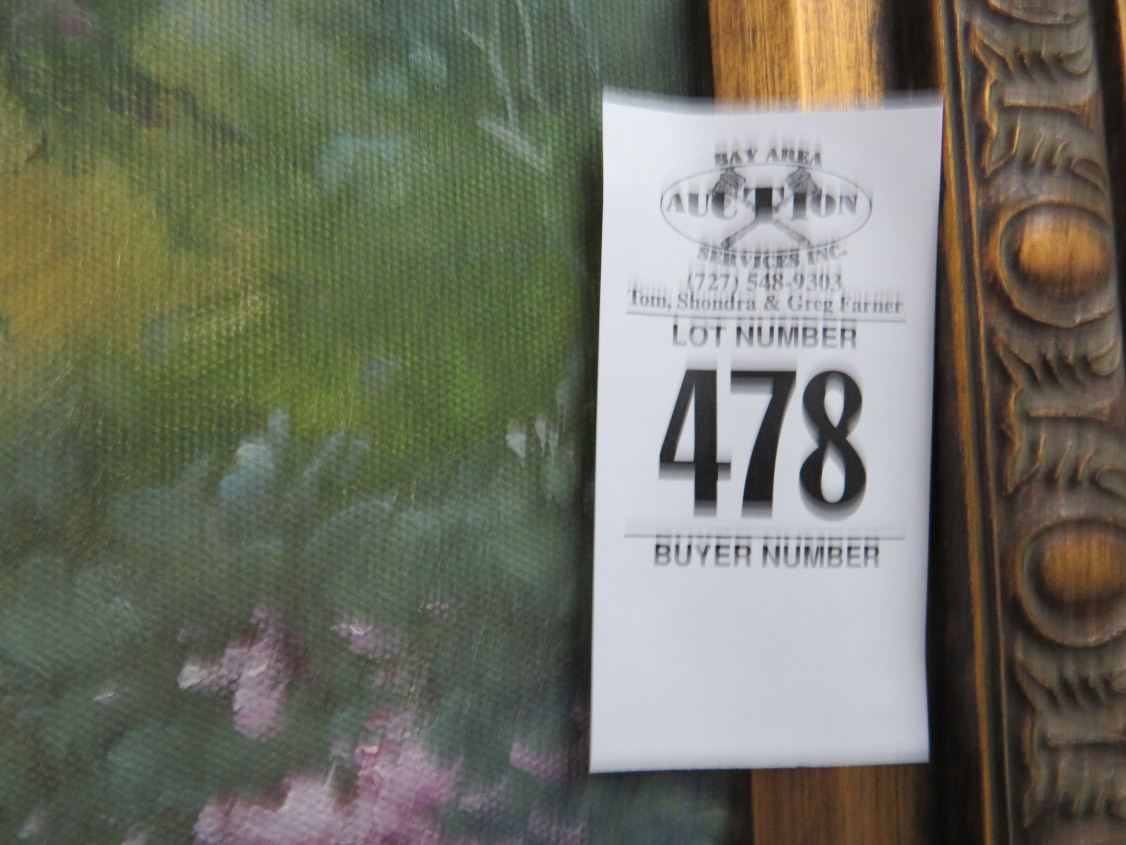 BAY AREA
AUCTION
SERVICES INC.
(727) 548-9303
Tom, Shondra & Greg Farner
LOT NUMBER
478
BUYER NUMBER